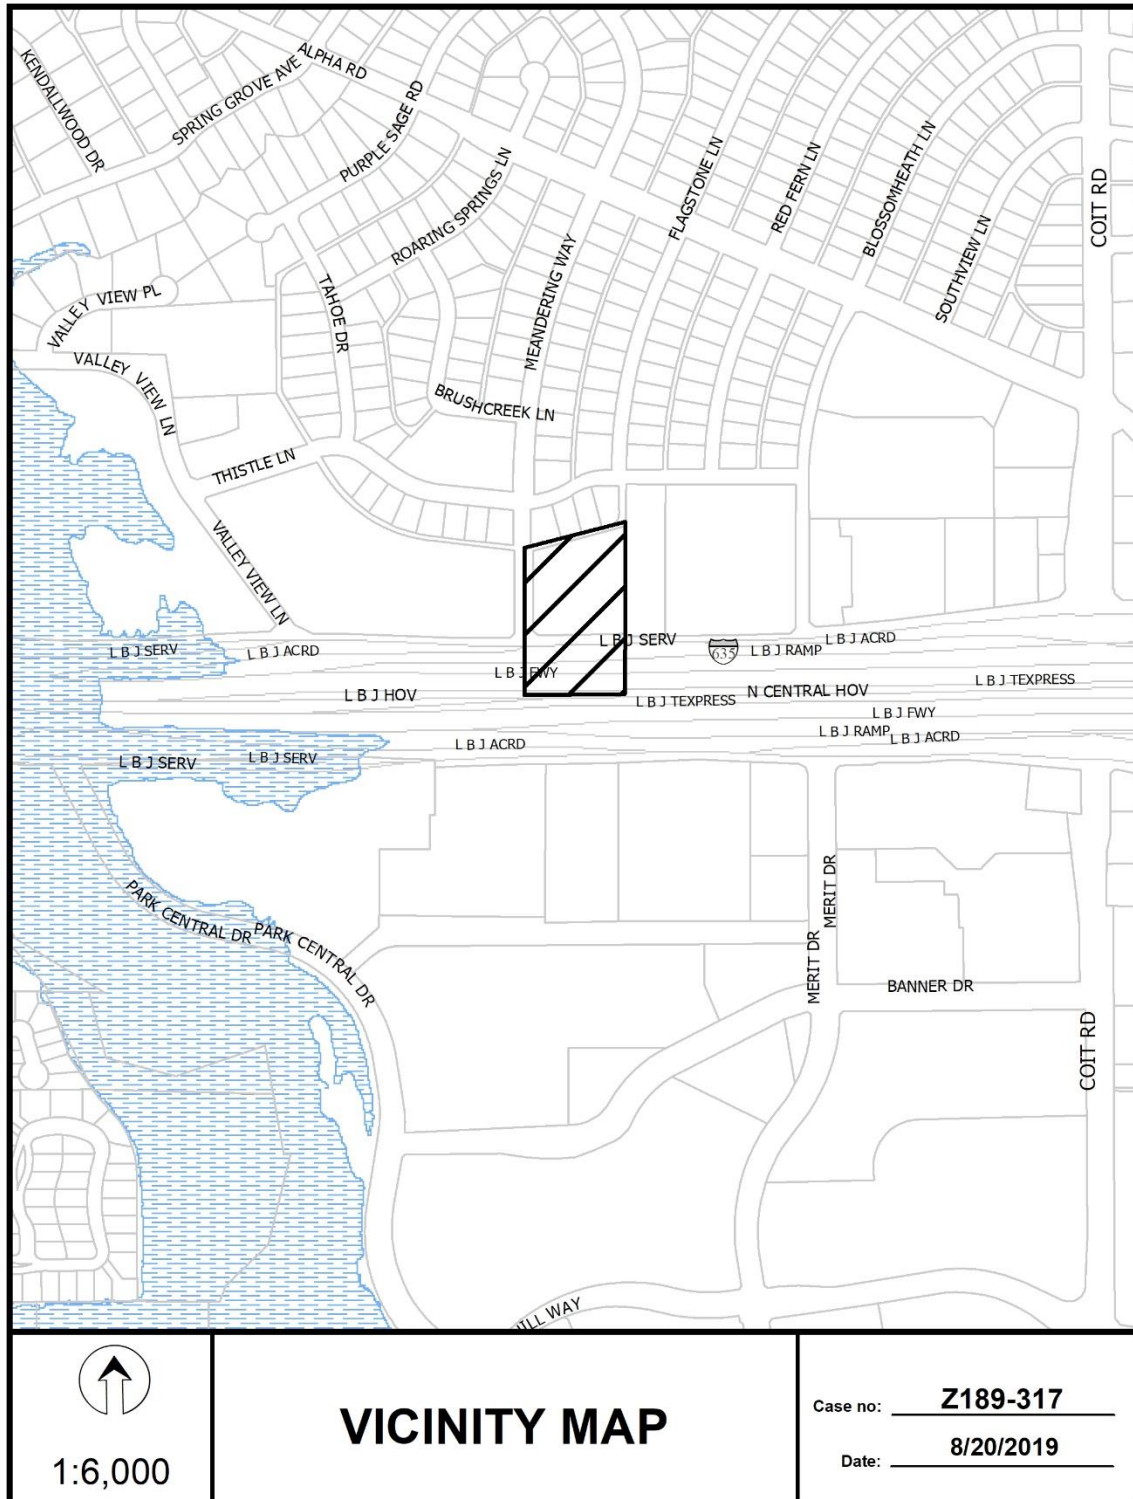 ALPHA RD
KENDALLWOOD DR
SPRING GROVE AVE
PURPLE SAGE RD
ROARING SPRINGS LN
FLAGSTONE LN
RED FERN LN
BLOSSOMHEATH LN
COIT RD
SOUTHVIEW LN
MEANDERING WAY
TAHOE DR
VALLEY VIEW PL
VALLEY VIEW LN
BRUSHCREEK LN
THISTLE LN
VALLEY VIEW LN
L B J SERV
L B J ACRD
L B J SERV
635
L B J RAMP
L B J ACRD
L B J FWY
L B J HOV
L B J TEXPRESS
N CENTRAL HOV
L B J TEXPRESS
L B J FWY
L B J RAMP
L B J ACRD
L B J ACRD
L B J SERV
L B J SERV
MERIT DR
PARK CENTRAL DR
PARK CENTRAL DR
MERIT DR
BANNER DR
COIT RD
ILL WAY
1:6,000
VICINITY MAP
Case no: Z189-317
Date: 8/20/2019